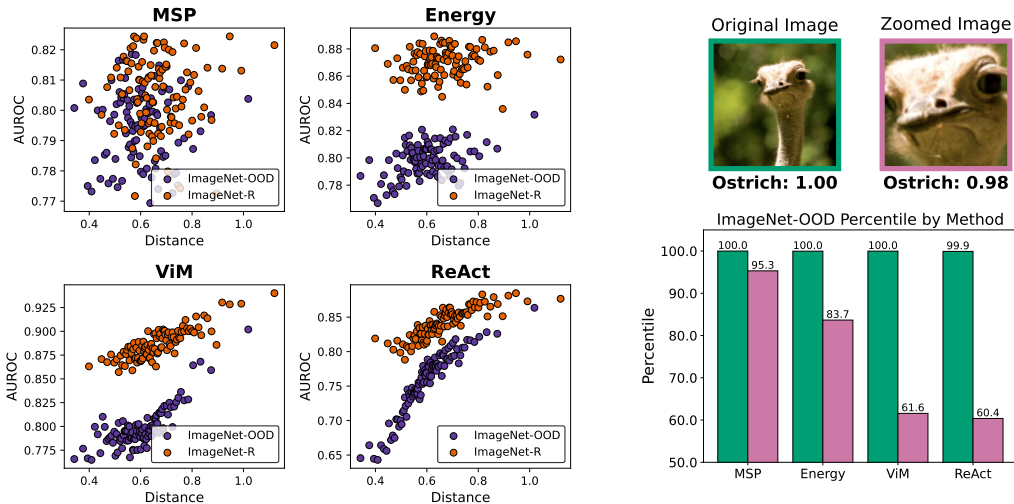 MSP
AUROC
0.82
0.81
0.80
0.79
0.78
0.77
0.4 0.6 0.8 1.0
Distance
ImageNet-OOD
ImageNet-R
Energy
AUROC
0.88
0.86
0.84
0.82
0.80
0.78
0.4 0.6 0.8 1.0
Distance
ImageNet-OOD
ImageNet-R
ViM
AUROC
0.925
0.900
0.875
0.850
0.825
0.800
0.775
0.4 0.6 0.8 1.0
Distance
ImageNet-OOD
ImageNet-R
ReAct
AUROC
0.85
0.80
0.75
0.70
0.65
0.4 0.6 0.8 1.0
Distance
ImageNet-OOD
ImageNet-R
Original Image
Ostrich: 1.00
Zoomed Image
Ostrich: 0.98
ImageNet-OOD Percentile by Method
Percentile
100.0
90.0
80.0
70.0
60.0
50.0
100.0 95.3 100.0 83.7 100.0 61.6 99.9 60.4
MSP Energy ViM ReAct